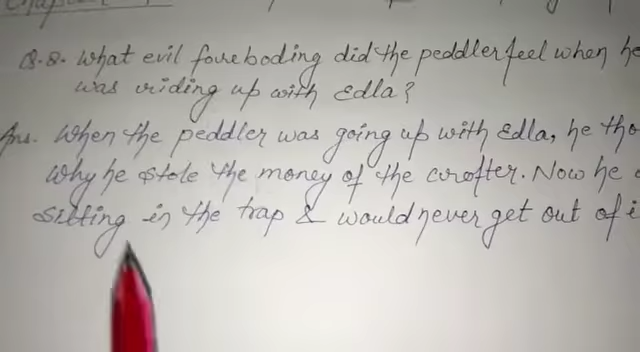 Q.8. What evil foreboding did the peddler feel when he
was riding up with Edla?
Ans. When the peddler was going up with Edla, he tho
why he stole the money of the crofter. Now he
sitting in the trap & would never get out of i